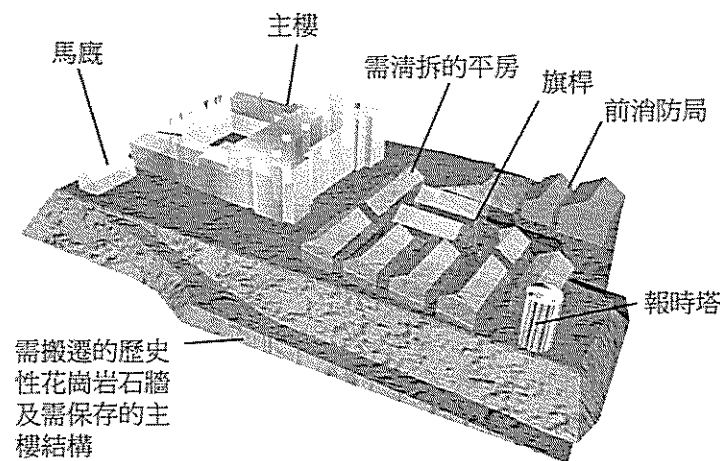 主樓
馬廄
需清拆的平房
旗桿
前消防局
報時塔
需搬遷的歷史
性花崗岩石牆
及需保存的主
樓結構